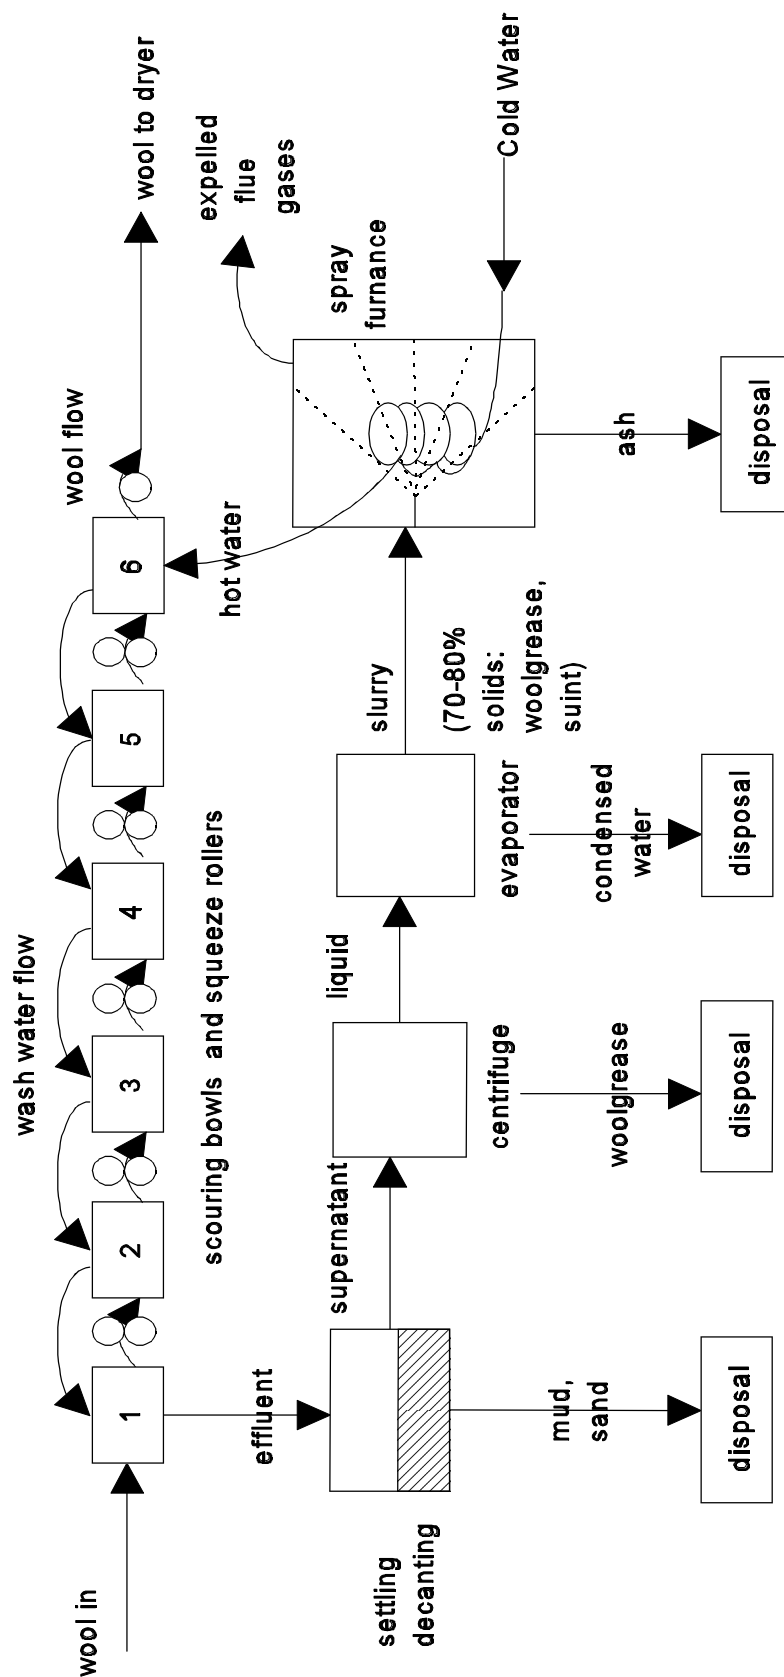 wash water flow
wool flow
wool in
1
2
3
4
5
6
wool to dryer
scouring bowls and squeeze rollers
hot water
expelled
flue
gases
effluent
settling
decanting
supernatant
centrifuge
liquid
evaporator
slurry
(70-80%
solids:
woolgrease,
suint)
spray
furnance
Cold Water
mud,
sand
woolgrease
condensed
water
ash
disposal
disposal
disposal
disposal